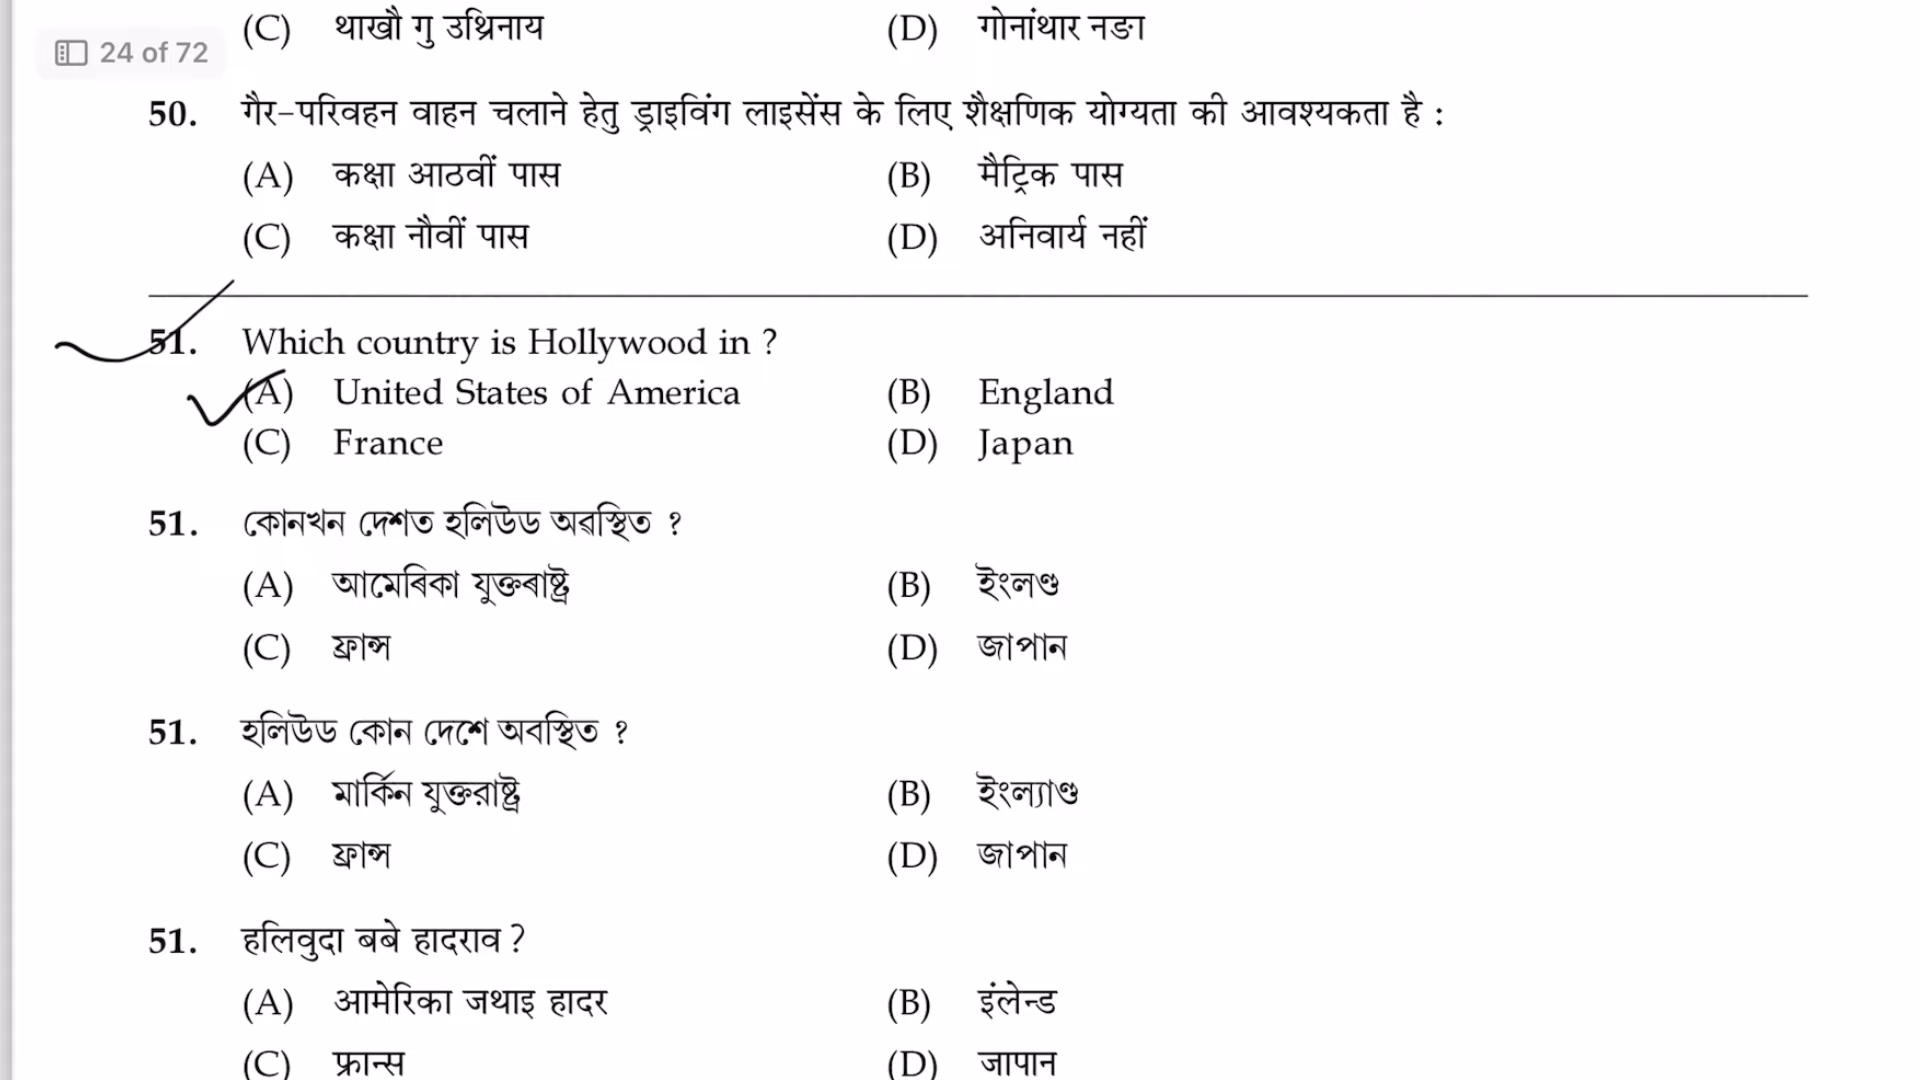 (C) थाखौ गु उथ्रिनाय (D) गोनांथार नङा
24 of 72
50. गैर-परिवहन वाहन चलाने हेतु ड्राइविंग लाइसेंस के लिए शैक्षणिक योग्यता की आवश्यकता है :
(A) कक्षा आठवीं पास (B) मैट्रिक पास
(C) कक्षा नौवीं पास (D) अनिवार्य नहीं
51. Which country is Hollywood in ?
(A) United States of America (B) England
(C) France (D) Japan
51. কোনখন দেশত হলিউড অৱস্থিত ?
(A) আমেৰিকা যুক্তৰাষ্ট্ৰ (B) ইংলণ্ড
(C) ফ্রান্স (D) জাপান
51. হলিউড কোন দেশে অবস্থিত ?
(A) মার্কিন যুক্তরাষ্ট্র (B) ইংল্যাণ্ড
(C) ফ্রান্স (D) জাপান
51. हलिवुदा बबे हादराव ?
(A) आमेरिका जथाइ हादर (B) इंलेन्ड
(C) फ्रान्स (D) जापान